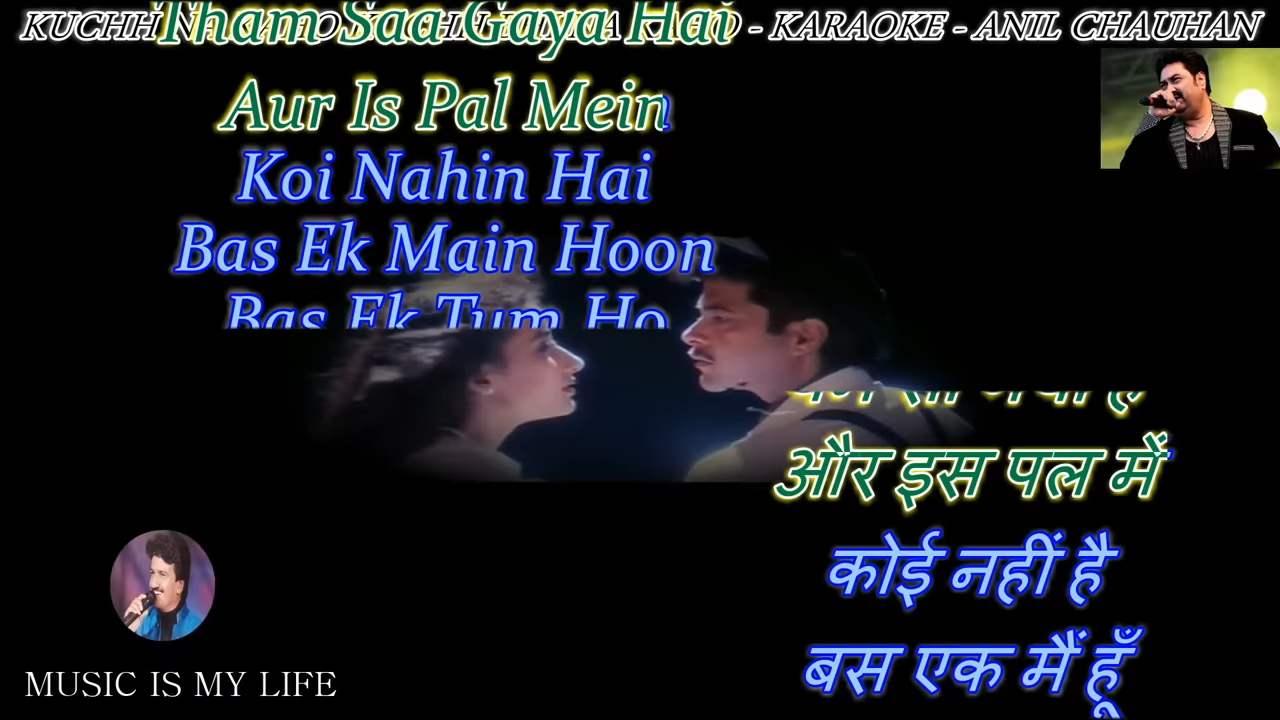 Tham Saa Gaya Hai
- KARAOKE - ANIL CHAUHAN
Aur Is Pal Mein
Koi Nahin Hai
Bas Ek Main Hoon
Bas Ek Tum Ho
और इस पल में
कोई नहीं है
बस एक मैं हूँ
MUSIC IS MY LIFE